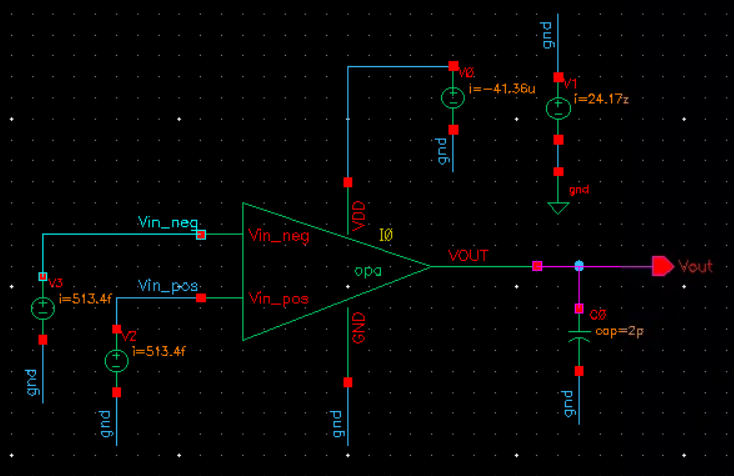 gnd
V0
i=-41.36u
V1
i=24.17z
gnd
gnd
VDD
Vin_neg
Vin_neg
I0
VOUT
opa
Vout
V3
i=513.4f
Vin_pos
Vin_pos
V2
i=513.4f
GND
C0
cap=2p
gnd
gnd
gnd
gnd